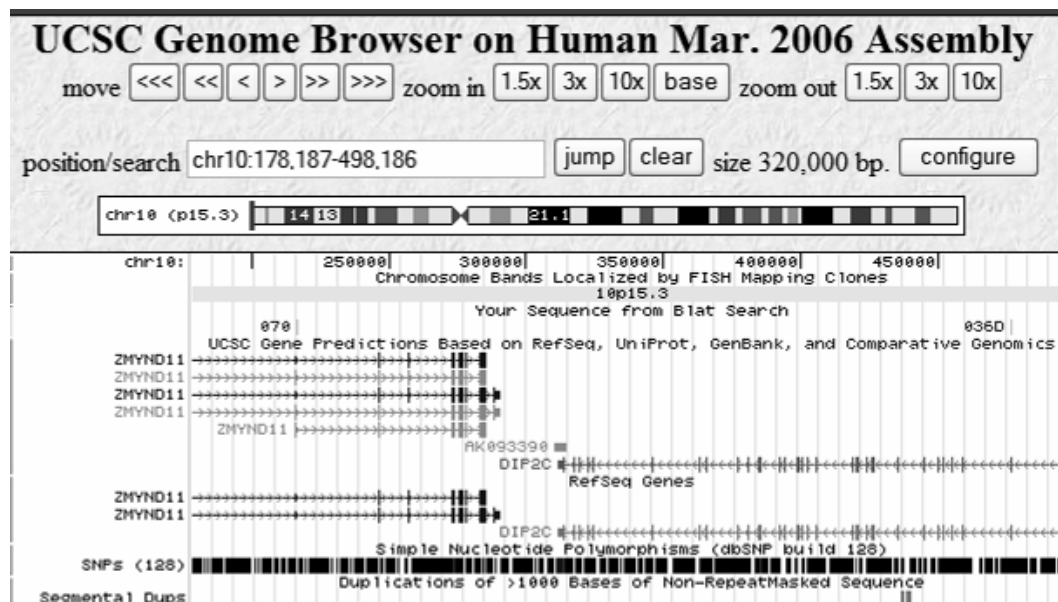 UCSC Genome Browser on Human Mar. 2006 Assembly
move <<< << < > >> >>> zoom in 1.5x 3x 10x base zoom out 1.5x 3x 10x
position/search chr10:178,187-498,186 jump clear size 320,000 bp. configure
chr10 (p15.3) 14 13 21.1
chr10: 250000| 300000| 350000| 400000| 450000|
Chromosome Bands Localized by FISH Mapping Clones
10p15.3
Your Sequence from Blat Search
070 036D
UCSC Gene Predictions Based on RefSeq, UniProt, GenBank, and Comparative Genomics
ZMYND11
ZMYND11
ZMYND11
ZMYND11
ZMYND11
AK093390
DIP2C
RefSeq Genes
ZMYND11
ZMYND11
DIP2C
Simple Nucleotide Polymorphisms (dbSNP build 128)
SNPs (128)
Duplications of >1000 Bases of Non-RepeatMasked Sequence
Segmental Dups